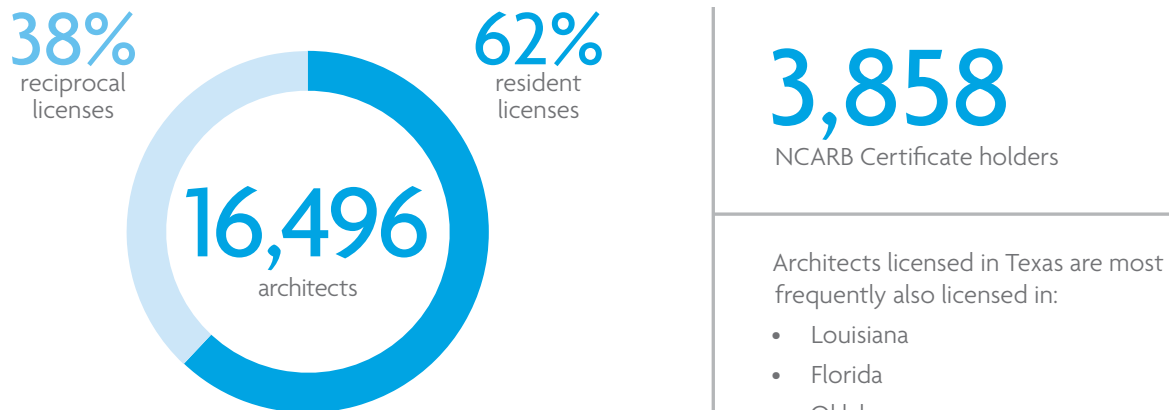 38%
reciprocal
licenses
62%
resident
licenses
16,496
architects
3,858
NCARB Certificate holders
Architects licensed in Texas are most
frequently also licensed in:
• Louisiana
• Florida